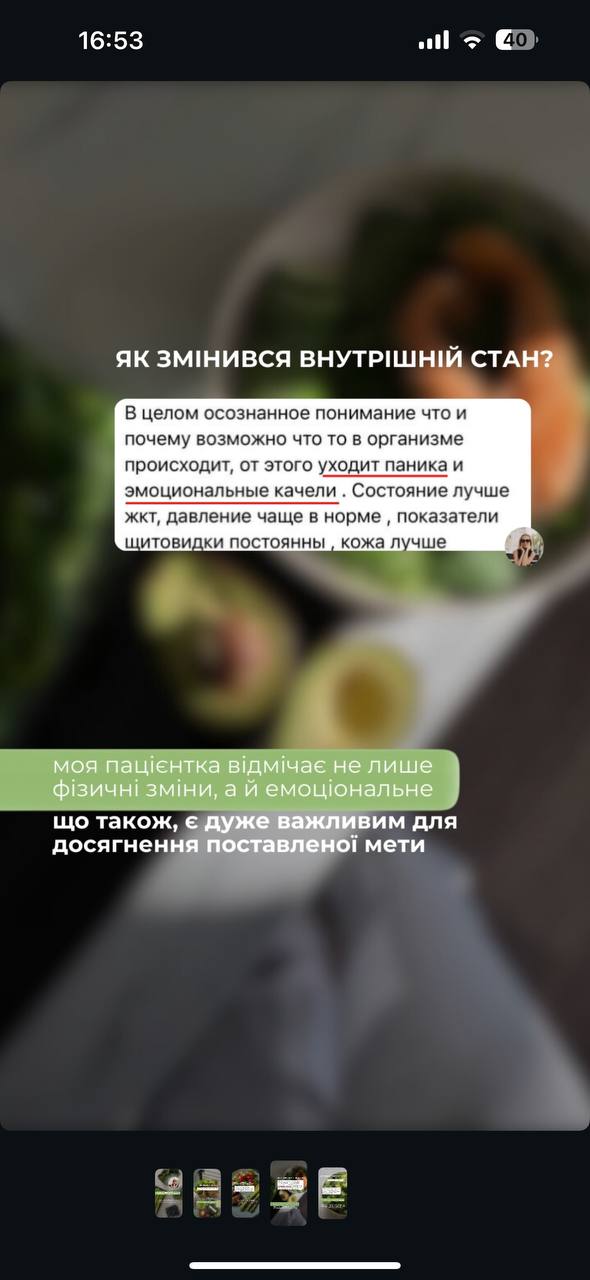 16:53
40
ЯК ЗМІНИВСЯ ВНУТРІШНІЙ СТАН?
В целом осознанное понимание что и
почему возможно что то в организме
происходит, от этого уходит паника и
эмоциональные качели . Состояние лучше
жкт, давление чаще в норме , показатели
щитовидки постоянны , кожа лучше
моя пацієнтка відмічає не лише
фізичні зміни, а й емоціональне
що також, є дуже важливим для
досягнення поставленої мети